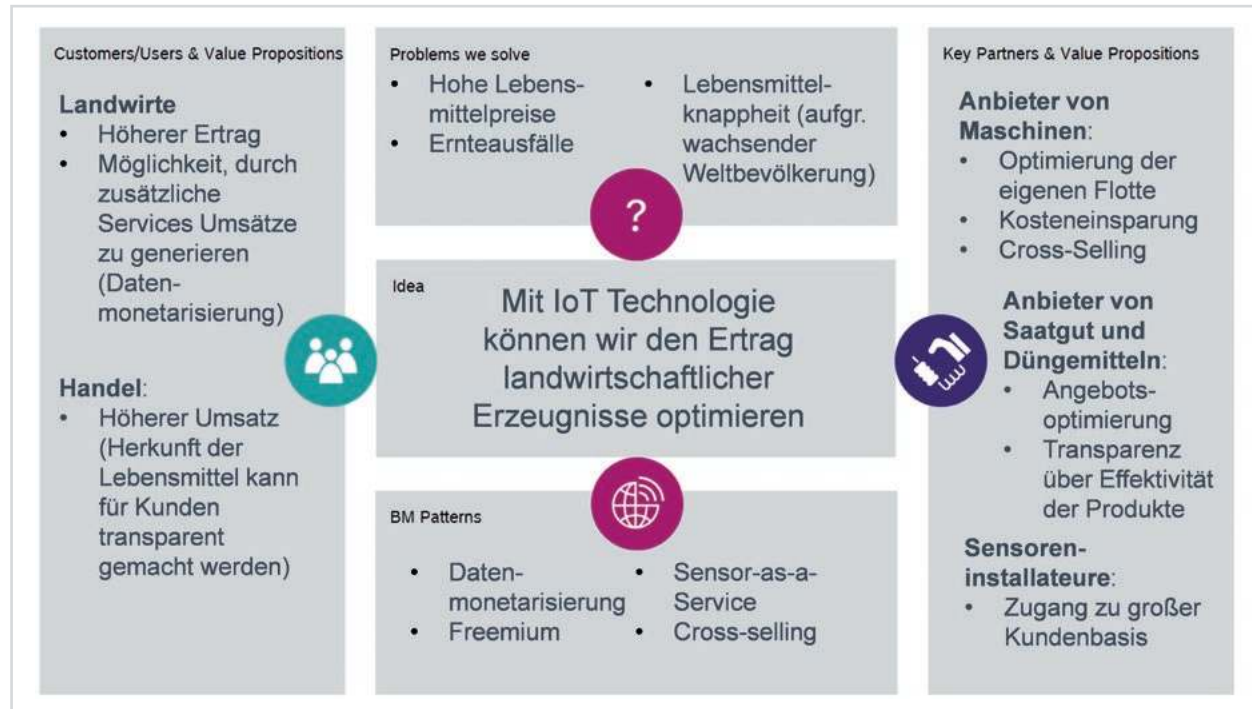 Customers/Users & Value Propositions
Landwirte
• Höherer Ertrag
• Möglichkeit, durch
zusätzliche
Services Umsätze
zu generieren
(Daten-
monetarisierung)
Handel:
• Höherer Umsatz
(Herkunft der
Lebensmittel kann
für Kunden
transparent
gemacht werden)
Problems we solve
• Hohe Lebens-
mittelpreise
• Ernteausfälle
• Lebensmittel-
knappheit (aufgr.
wachsender
Weltbevölkerung)
?
Idea
Mit IoT Technologie
können wir den Ertrag
landwirtschaftlicher
Erzeugnisse optimieren
BM Patterns
• Daten-
monetarisierung
• Freemium
• Sensor-as-a-
Service
• Cross-selling
Key Partners & Value Propositions
Anbieter von
Maschinen:
• Optimierung der
eigenen Flotte
• Kosteneinsparung
• Cross-Selling
Anbieter von
Saatgut und
Düngemitteln:
• Angebots-
optimierung
• Transparenz
über Effektivität
der Produkte
Sensoren-
installateure:
• Zugang zu großer
Kundenbasis